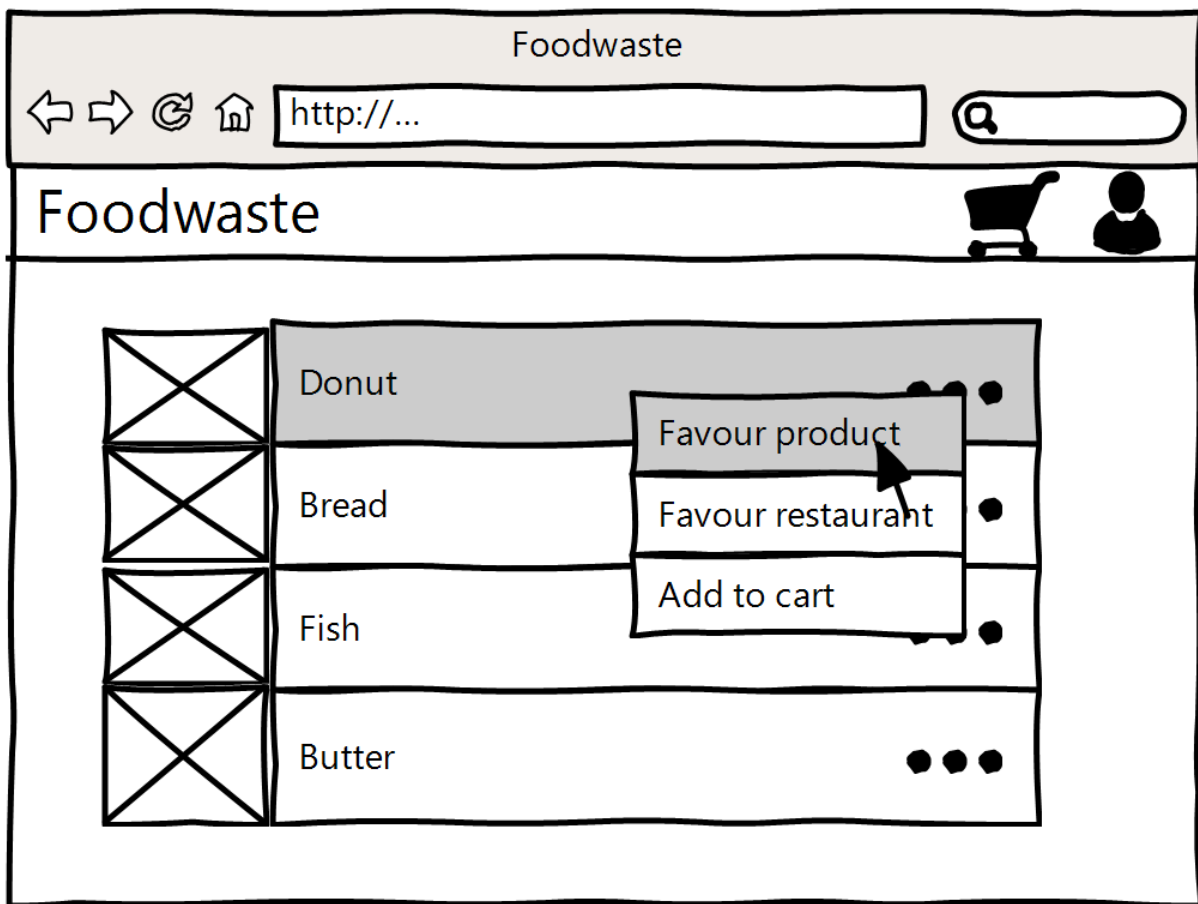 Foodwaste
http://...
Foodwaste
Donut
Favour product
Bread
Favour restaurant
Add to cart
Fish
Butter